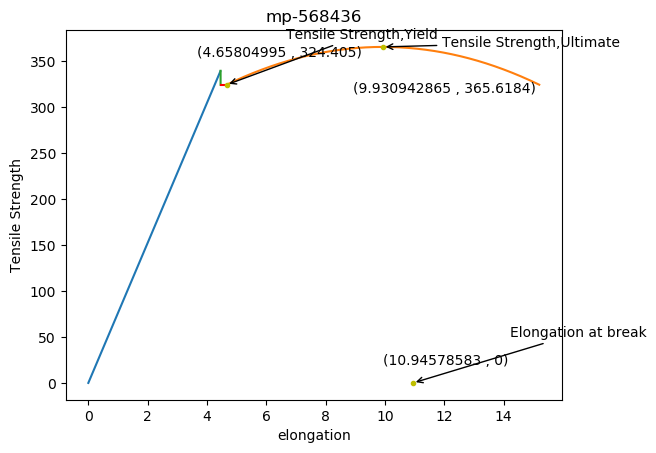 mp-568436
Tensile Strength,Yield
Tensile Strength,Ultimate
(4.65804995 , 324.405)
(9.930942865 , 365.6184)
350
300
250
200
150
100
50
0
Tensile Strength
Elongation at break
(10.94578583 , 0)
0 2 4 6 8 10 12 14
elongation